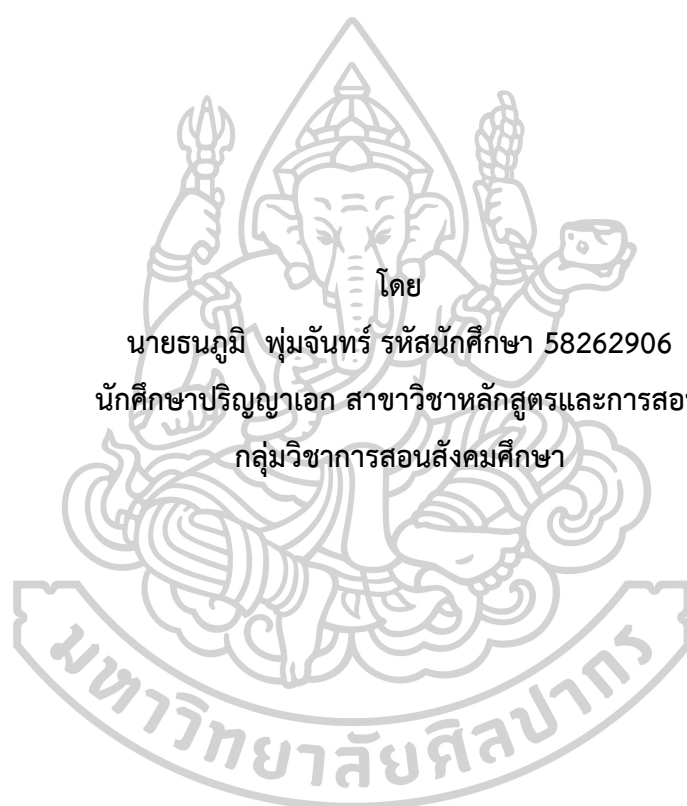 โดย
นายธนภูมิ พุ่มจันทร์ รหัสนักศึกษา 58262906
นักศึกษาปริญญาเอก สาขาวิชาหลักสูตรและการสอน
กลุ่มวิชาการสอนสังคมศึกษา
มหาวิทยาลัยศิลปากร